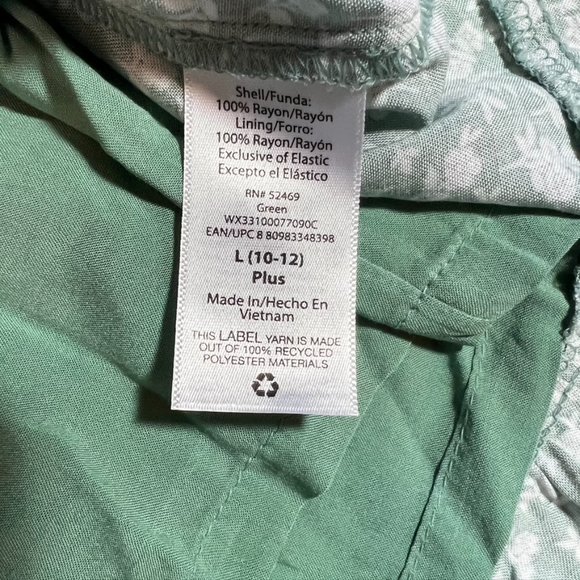 Shell/Funda:
100% Rayon/Rayón
Lining/Forro:
100% Rayon/Rayón
Exclusive of Elastic
Excepto el Elástico
RN# 52469
Green
WX33100077090C
EAN/UPC 8 80983348398
L (10-12)
Plus
Made In/Hecho En
Vietnam
THIS LABEL YARN IS MADE
OUT OF 100% RECYCLED
POLYESTER MATERIALS